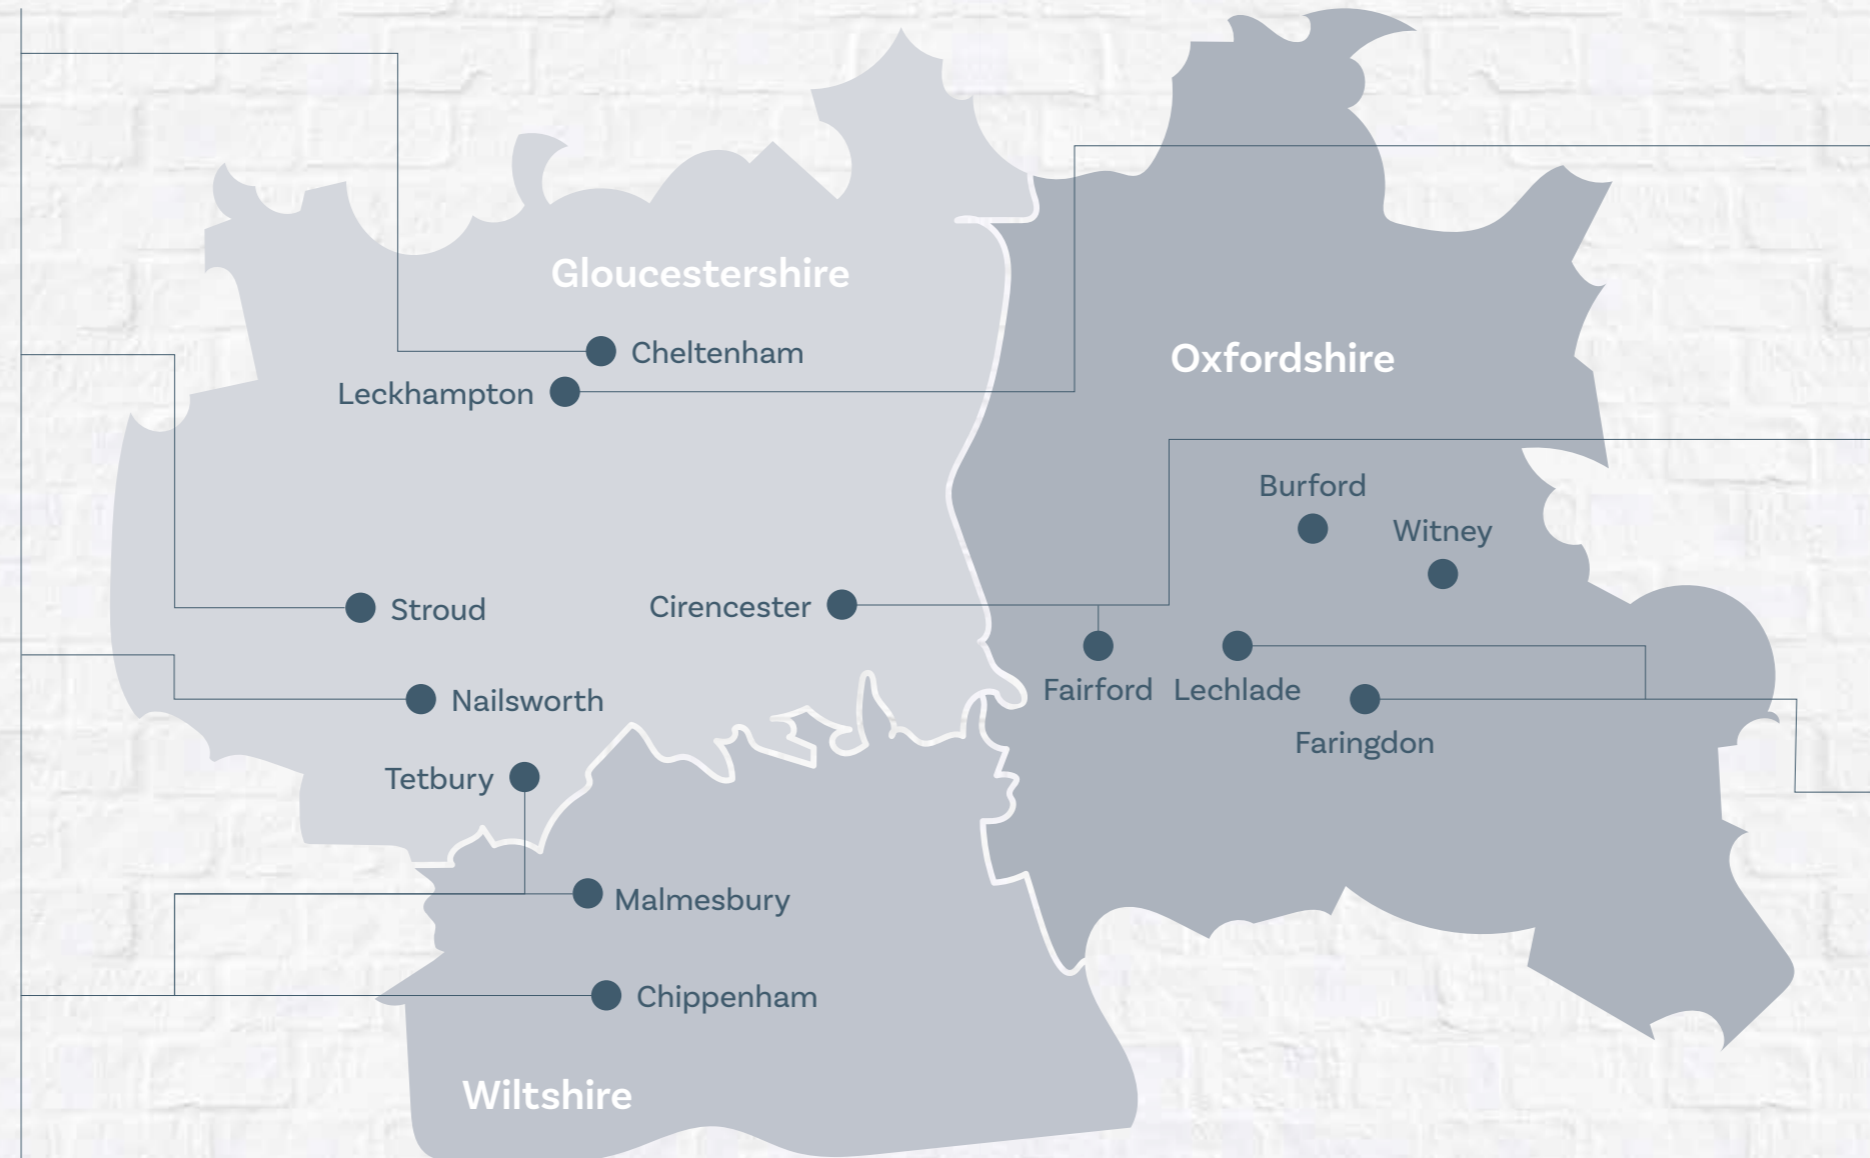 Gloucestershire
Cheltenham
Oxfordshire
Leckhampton
Burford
Witney
Stroud
Cirencester
Fairford
Lechlade
Nailsworth
Faringdon
Tetbury
Malmesbury
Chippenham
Wiltshire